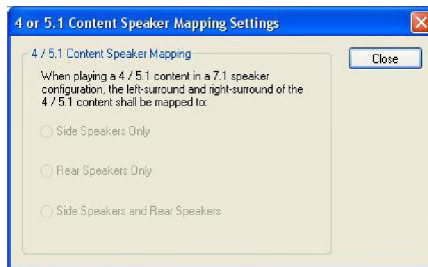 4 or 5.1 Content Speaker Mapping Settings
4 / 5.1 Content Speaker Mapping
Close
When playing a 4 / 5.1 content in a 7.1 speaker
configuration, the left-surround and right-surround of the
4 / 5.1 content shall be mapped to:
Side Speakers Only
Rear Speakers Only
Side Speakers and Rear Speakers